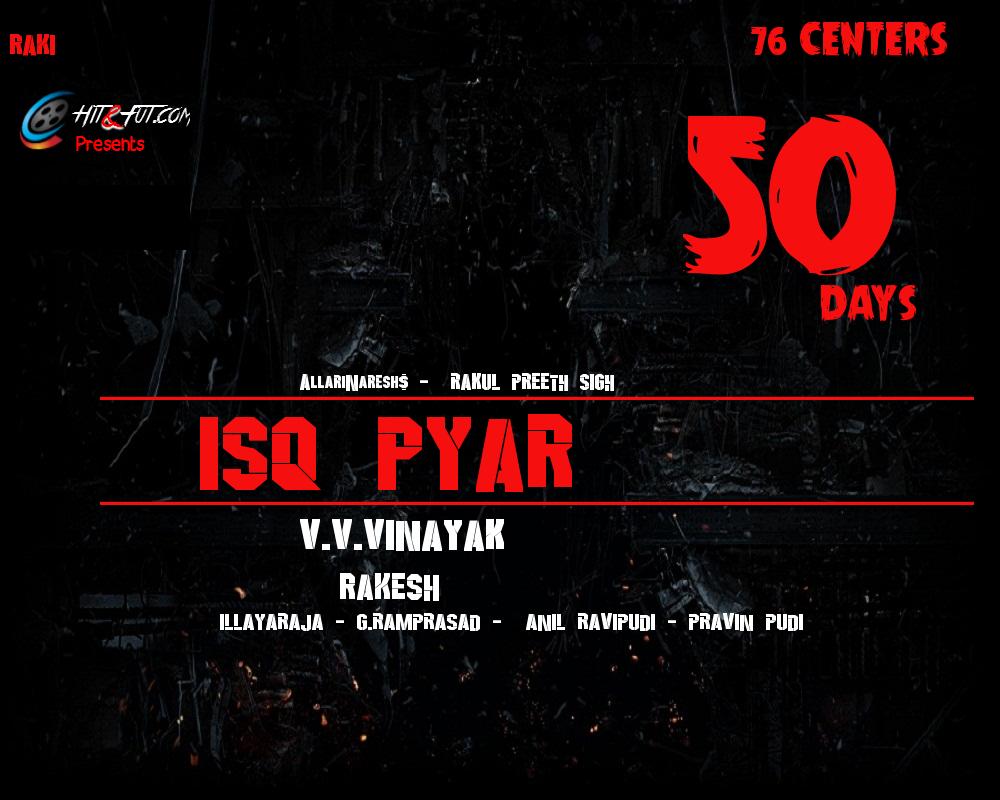 RAKI
76 CENTERS
HIT&FUT.COM
Presents
50
DAYS
ALLARINARESH$ - RAKUL PREETH SIGH
ISQ PYAR
V.V.VINAYAK
RAKESH
ILLAYARAJA - G.RAMPRASAD - ANIL RAVIPUDI - PRAVIN PUDI